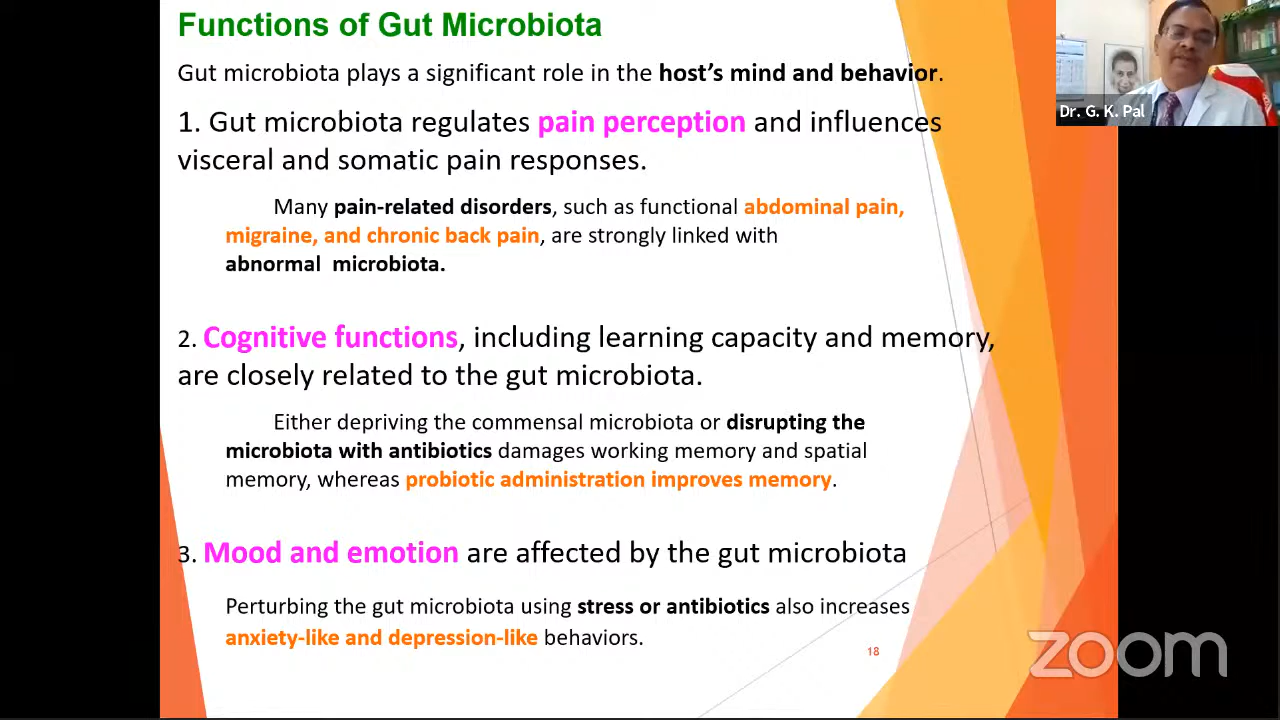 Functions of Gut Microbiota
Gut microbiota plays a significant role in the host's mind and behavior.
1. Gut microbiota regulates pain perception and influences
visceral and somatic pain responses.
Many pain-related disorders, such as functional abdominal pain,
migraine, and chronic back pain, are strongly linked with
abnormal microbiota.
2. Cognitive functions, including learning capacity and memory,
are closely related to the gut microbiota.
Either depriving the commensal microbiota or disrupting the
microbiota with antibiotics damages working memory and spatial
memory, whereas probiotic administration improves memory.
3. Mood and emotion are affected by the gut microbiota
Perturbing the gut microbiota using stress or antibiotics also increases
anxiety-like and depression-like behaviors.
18
Dr. G. K. Pal
zoom